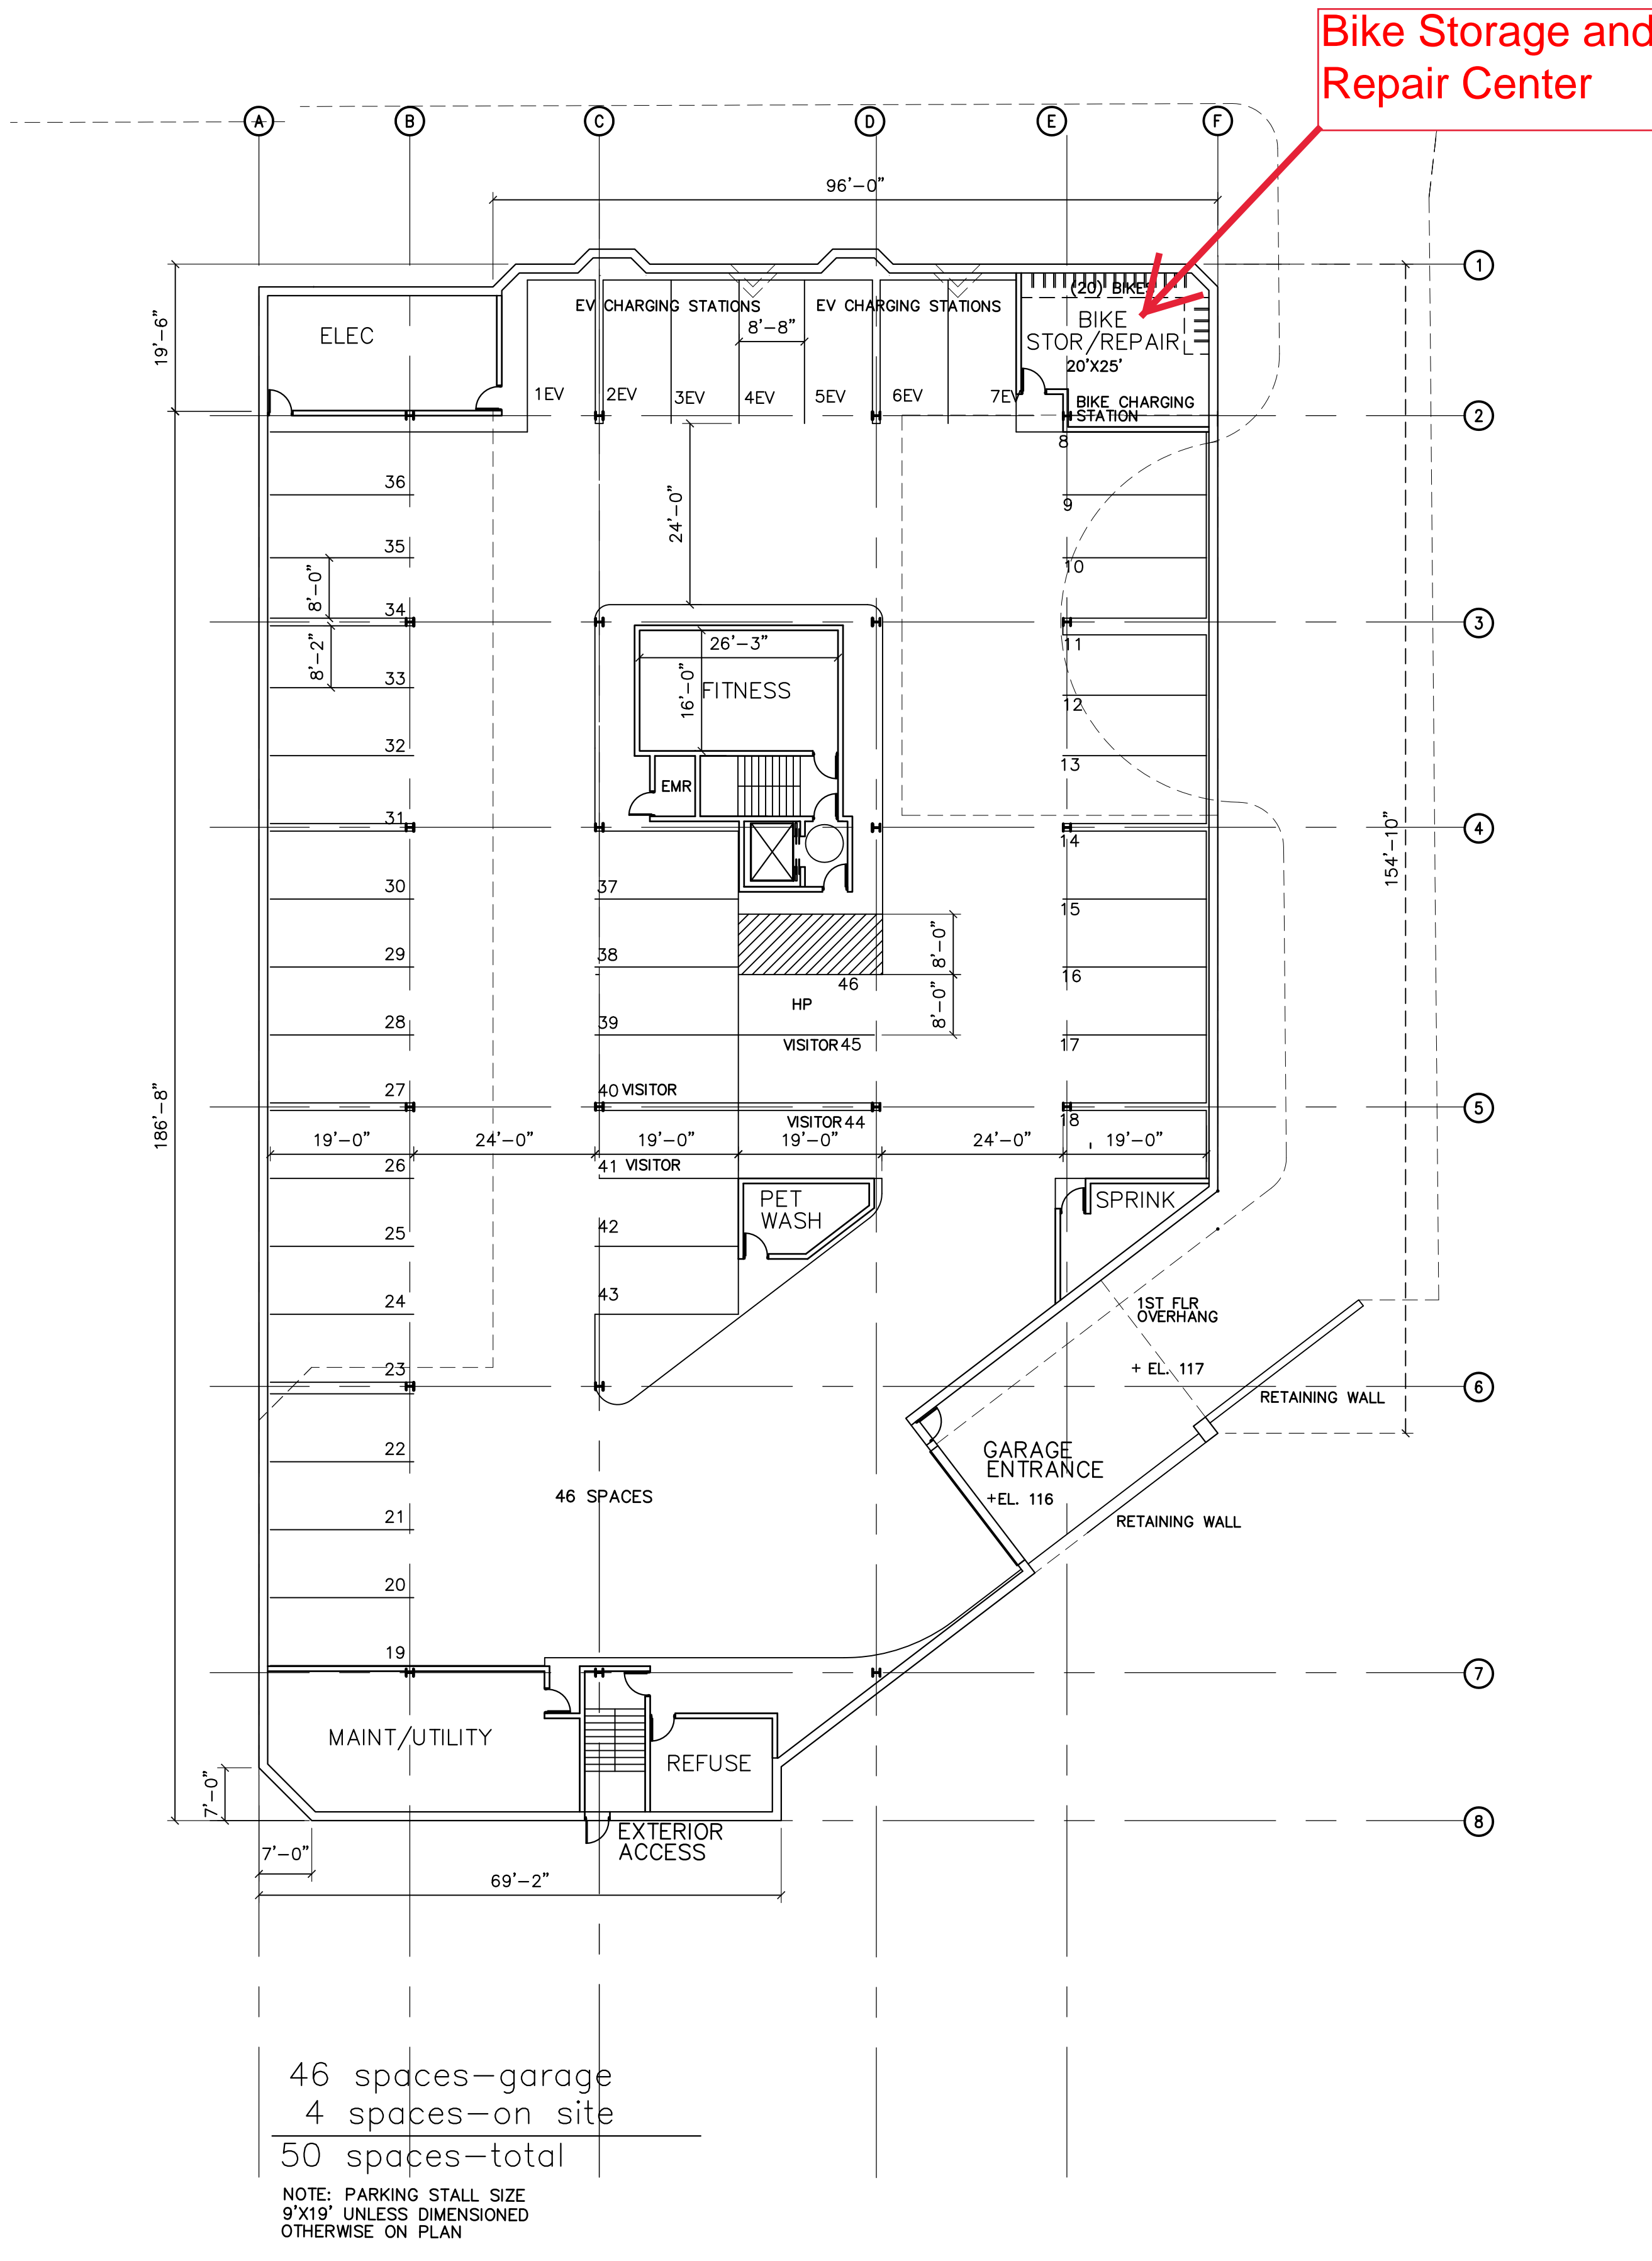 Bike Storage and
Repair Center
A
B
C
D
E
F
96'-0"
1
19'-6"
ELEC
EV CHARGING STATIONS
EV CHARGING STATIONS
8'-8"
(20) BIKES
BIKE
STOR/REPAIR
20'X25'
1EV
2EV
3EV
4EV
5EV
6EV
7EV
BIKE CHARGING
STATION
2
8
36
9
24'-0"
35
10
8'-0"
34
3
8'-2"
26'-3"
11
33
16'-0"
FITNESS
12
32
13
EMR
31
4
14
154'-10"
30
37
15
29
38
8'-0"
16
46
HP
8'-0"
28
39
VISITOR 45
17
186'-8"
27
40 VISITOR
5
VISITOR 44
18
19'-0"
24'-0"
19'-0"
19'-0"
24'-0"
19'-0"
26
41 VISITOR
PET
WASH
SPRINK
25
42
24
43
1ST FLR
OVERHANG
23
+ EL. 117
6
RETAINING WALL
22
GARAGE
ENTRANCE
46 SPACES
+EL. 116
21
RETAINING WALL
20
19
7
MAINT/UTILITY
REFUSE
7'-0"
8
EXTERIOR
ACCESS
7'-0"
69'-2"
46 spaces-garage
4 spaces-on site
50 spaces-total
NOTE: PARKING STALL SIZE
9'X19' UNLESS DIMENSIONED
OTHERWISE ON PLAN